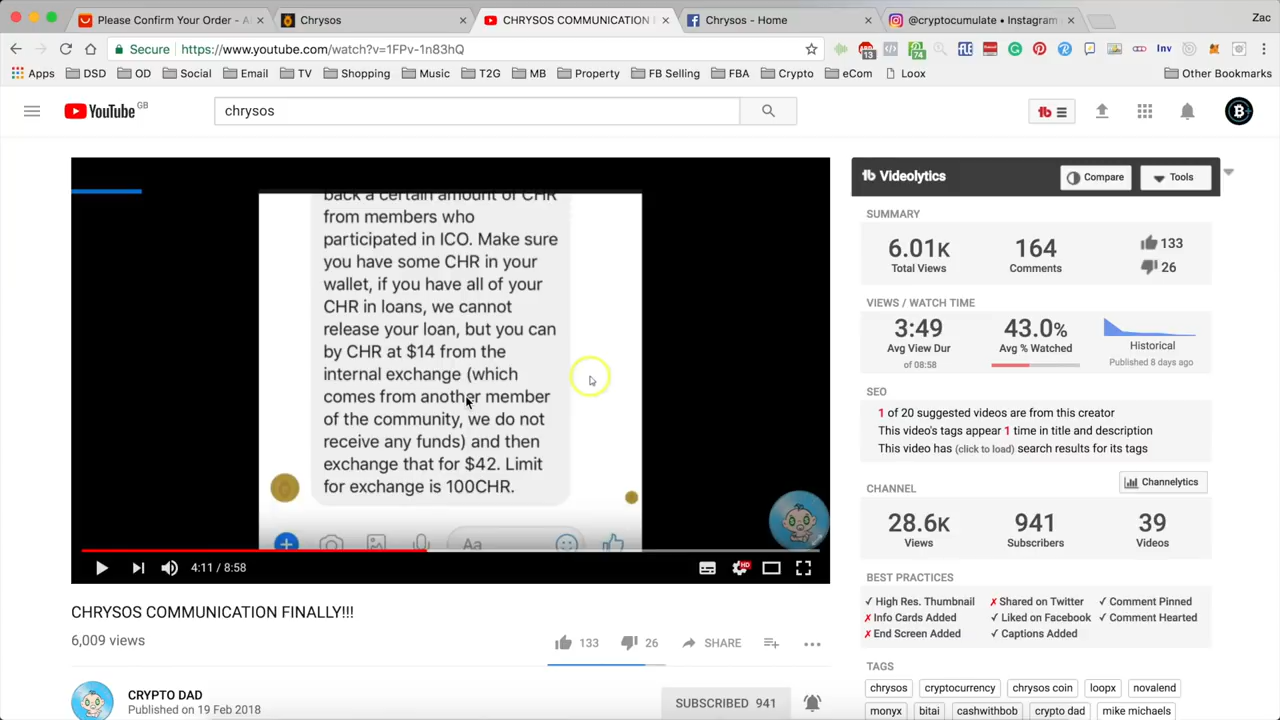 Please Confirm Your Order - A
Chrysos
CHRYSOS COMMUNICATION
Chrysos - Home
@cryptocumulate • Instagram
Zac
Secure
https://www.youtube.com/watch?v=1FPv-1n83hQ
13
74
Inv
Apps
DSD
OD
Social
Email
TV
Shopping
Music
T2G
MB
Property
FB Selling
FBA
Crypto
eCom
Loox
Other Bookmarks
YouTube GB
chrysos
tb
back a certain amount of CHR
from members who
participated in ICO. Make sure
you have some CHR in your
wallet, if you have all of your
CHR in loans, we cannot
release your loan, but you can
by CHR at $14 from the
internal exchange (which
comes from another member
of the community, we do not
receive any funds) and then
exchange that for $42. Limit
for exchange is 100CHR.
Aa
4:11 / 8:58
HD
CHRYSOS COMMUNICATION FINALLY!!!
6,009 views
133
26
SHARE
CRYPTO DAD
Published on 19 Feb 2018
SUBSCRIBED 941
tb Videolytics
Compare
Tools
SUMMARY
6.01K
Total Views
164
Comments
133
26
VIEWS / WATCH TIME
3:49
Avg View Dur
of 08:58
43.0%
Avg % Watched
Historical
Published 8 days ago
SEO
1 of 20 suggested videos are from this creator
This video's tags appear 1 time in title and description
This video has (click to load) search results for its tags
CHANNEL
Channelytics
28.6K
Views
941
Subscribers
39
Videos
BEST PRACTICES
✓ High Res. Thumbnail
✗ Shared on Twitter
✓ Comment Pinned
✗ Info Cards Added
✓ Liked on Facebook
✓ Comment Hearted
✗ End Screen Added
✓ Captions Added
TAGS
chrysos
cryptocurrency
chrysos coin
loopx
novalend
monyx
bitai
cashwithbob
crypto dad
mike michaels